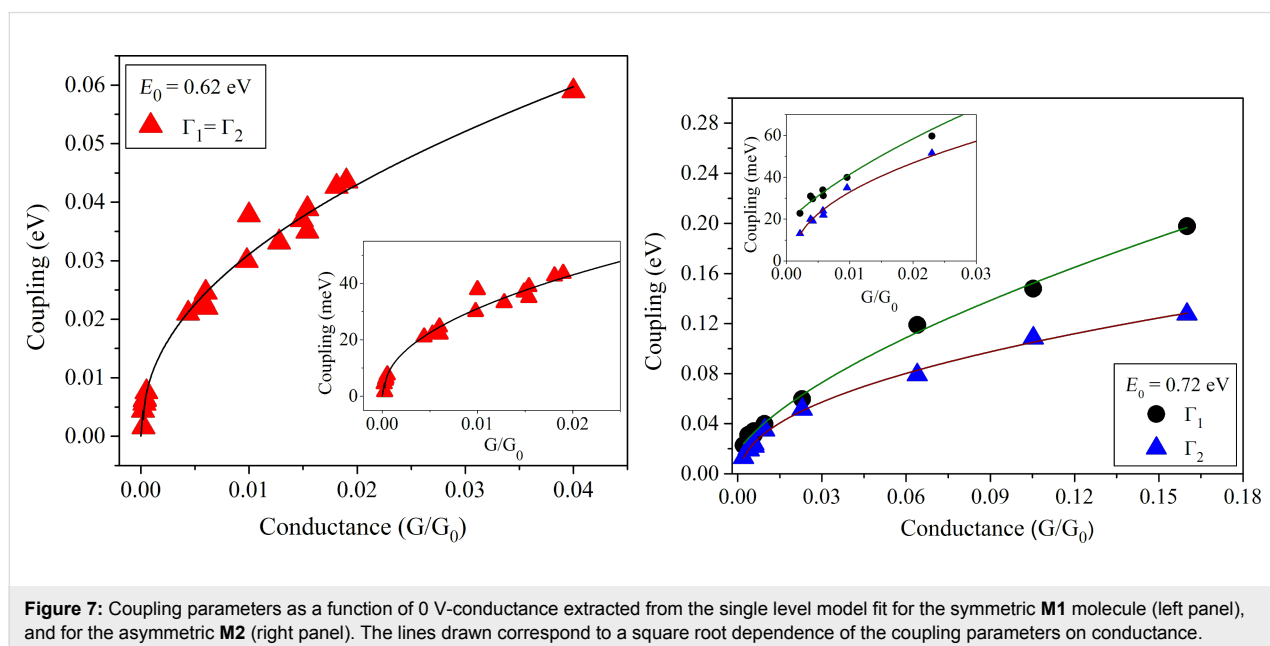 0.06
0.05
0.04
0.03
0.02
0.01
0.00
Coupling (eV)
E0 = 0.62 eV
Γ1= Γ2
40
20
0
Coupling (meV)
0.00 0.01 0.02
G/G0
0.00 0.01 0.02 0.03 0.04
Conductance (G/G0)
0.28
0.24
0.20
0.16
0.12
0.08
0.04
0.00
Coupling (eV)
60
40
20
0
Coupling (meV)
0.00 0.01 0.02 0.03
G/G0
E0 = 0.72 eV
Γ1
Γ2
0.00 0.03 0.06 0.09 0.12 0.15 0.18
Conductance (G/G0)
Figure 7: Coupling parameters as a function of 0 V-conductance extracted from the single level model fit for the symmetric M1 molecule (left panel),
and for the asymmetric M2 (right panel). The lines drawn correspond to a square root dependence of the coupling parameters on conductance.